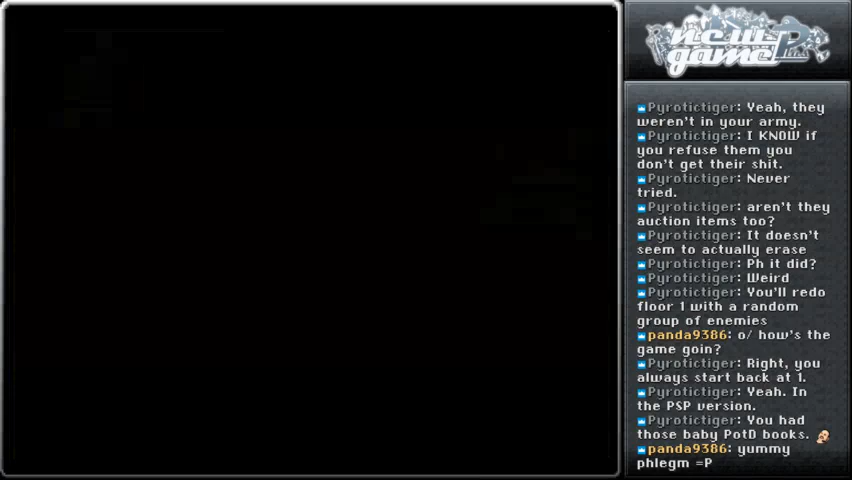 new
game Plus
Pyrotictiger: Yeah, they
weren't in your army.
Pyrotictiger: I KNOW if
you refuse them you
don't get their shit.
Pyrotictiger: Never
tried.
Pyrotictiger: aren't they
auction items too?
Pyrotictiger: It doesn't
seem to actually erase
Pyrotictiger: Ph it did?
Pyrotictiger: Weird
Pyrotictiger: You'll redo
floor 1 with a random
group of enemies
panda9386: o/ how's the
game goin?
Pyrotictiger: Right, you
always start back at 1.
Pyrotictiger: Yeah. In
the PSP version.
Pyrotictiger: You had
those baby PotD books.
panda9386: yummy
phlegm =P